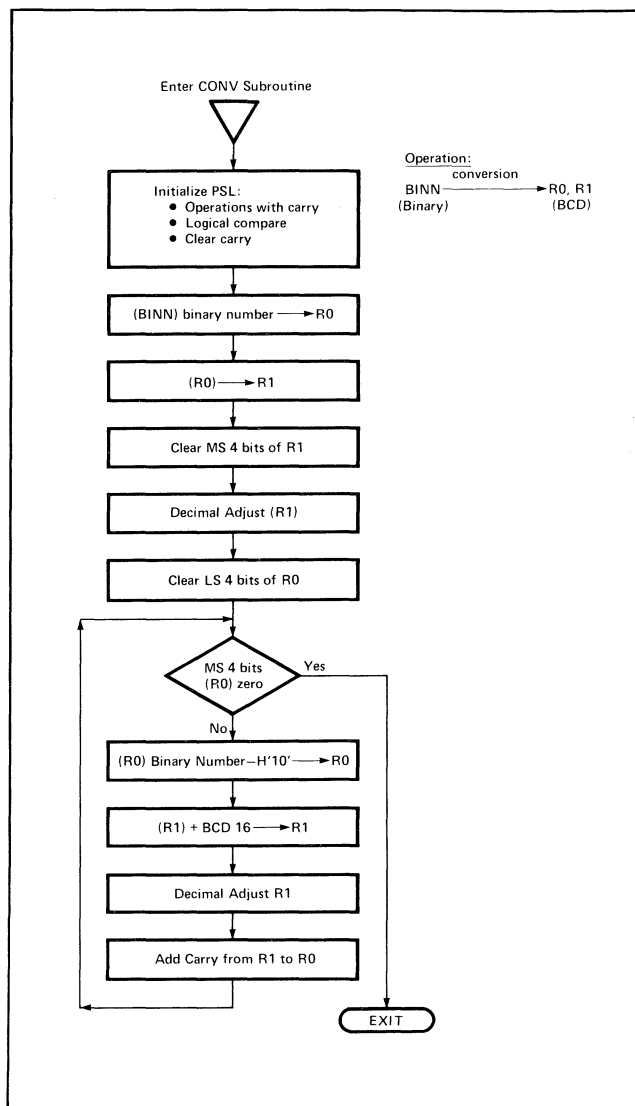 Enter CONV Subroutine
Operation:
conversion
BINN → R0, R1
(Binary) (BCD)
Initialize PSL:
• Operations with carry
• Logical compare
• Clear carry
(BINN) binary number → R0
(R0) → R1
Clear MS 4 bits of R1
Decimal Adjust (R1)
Clear LS 4 bits of R0
MS 4 bits
(R0) zero
Yes
No
(R0) Binary Number–H'10' → R0
(R1) + BCD 16 → R1
Decimal Adjust R1
Add Carry from R1 to R0
EXIT